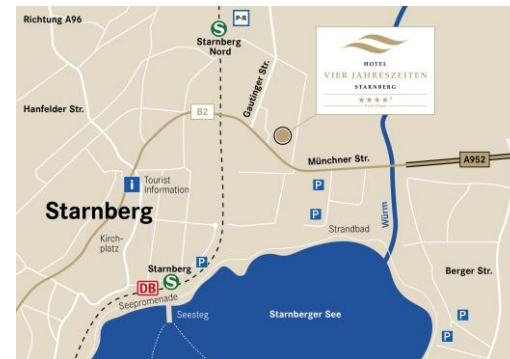 Richtung A96
P+R
S
Starnberg
Nord
Gautinger Str.
HOTEL
VIER JAHRESZEITEN
STARNBERG
Hanfelder Str.
B2
Münchner Str.
A952
i
Tourist
Information
P
P
Starnberg
Kirch-
platz
Strandbad
Würm
Starnberg
P
Berger Str.
DB
S
Seepromenade
Seesteg
Starnberger See
P
P
P